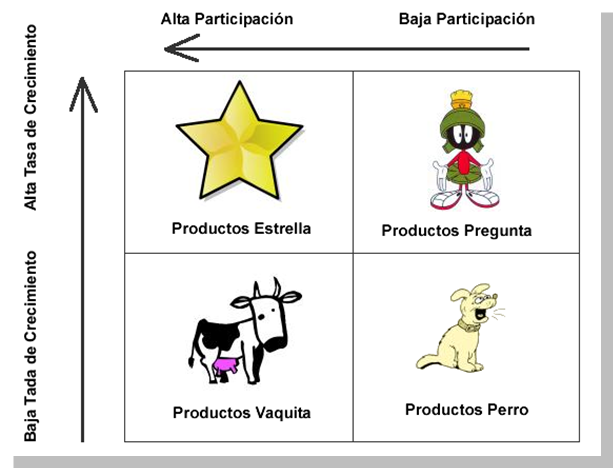 Alta Participación
Baja Participación
Alta Tasa de Crecimiento
Productos Estrella
Productos Pregunta
Baja Tada de Crecimiento
Productos Vaquita
Productos Perro